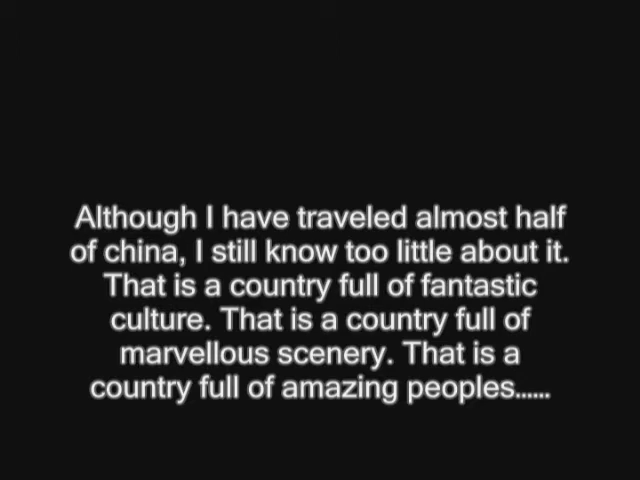 Although I have traveled almost half
of china, I still know too little about it.
That is a country full of fantastic
culture. That is a country full of
marvellous scenery. That is a
country full of amazing peoples......